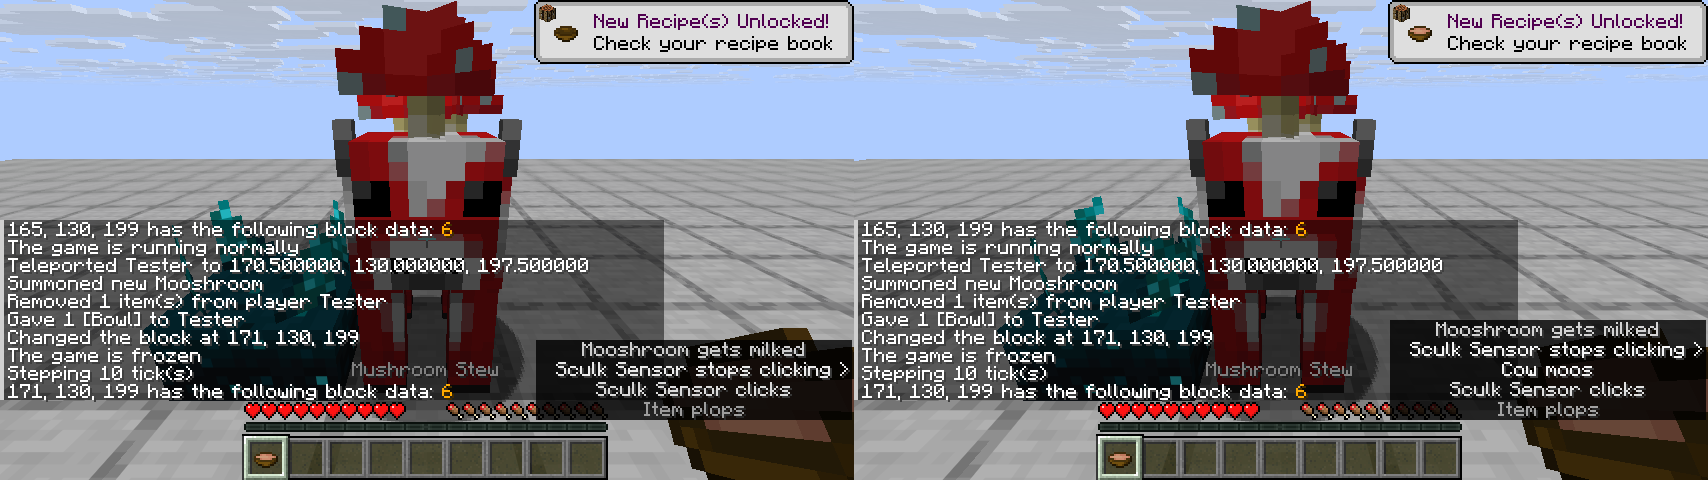 New Recipe(s) Unlocked!
Check your recipe book
165, 130, 199 has the following block data: 6
The game is running normally
Teleported Tester to 170.500000, 130.000000, 197.500000
Summoned new Mooshroom
Removed 1 item(s) from player Tester
Gave 1 [Bowl] to Tester
Changed the block at 171, 130, 199
The game is frozen
Stepping 10 tick(s)
171, 130, 199 has the following block data: 6
Mushroom Stew
Mooshroom gets milked
Sculk Sensor stops clicking >
Sculk Sensor clicks
Item plops
New Recipe(s) Unlocked!
Check your recipe book
165, 130, 199 has the following block data: 6
The game is running normally
Teleported Tester to 170.500000, 130.000000, 197.500000
Summoned new Mooshroom
Removed 1 item(s) from player Tester
Gave 1 [Bowl] to Tester
Changed the block at 171, 130, 199
The game is frozen
Stepping 10 tick(s)
171, 130, 199 has the following block data: 6
Mushroom Stew
Mooshroom gets milked
Sculk Sensor stops clicking >
Cow moos
Sculk Sensor clicks
Item plops